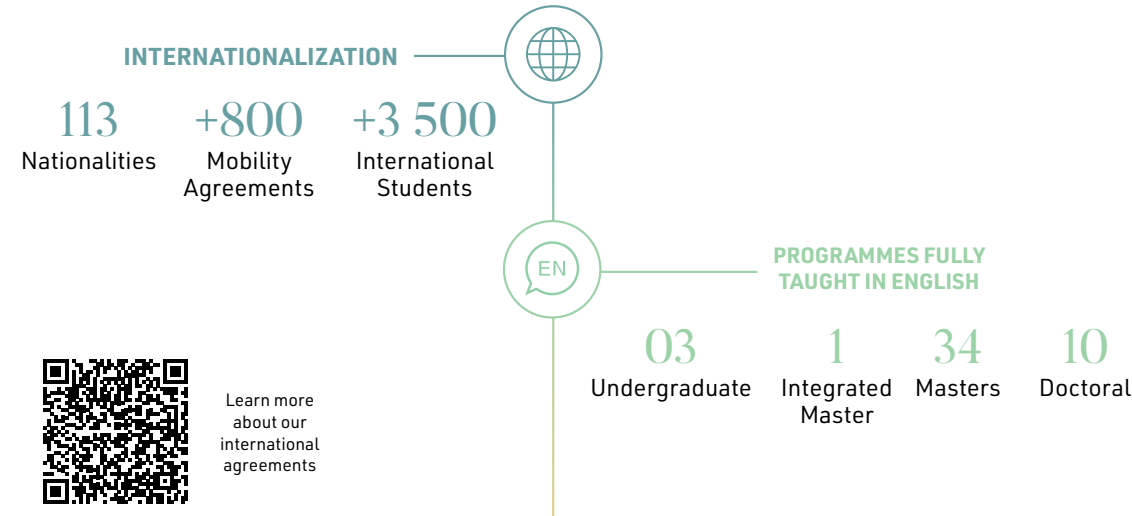 INTERNATIONALIZATION
113
Nationalities
+800
Mobility
Agreements
+3 500
International
Students
EN
PROGRAMMES FULLY
TAUGHT IN ENGLISH
03
Undergraduate
1
Integrated
Master
34
Masters
10
Doctoral
Learn more
about our
international
agreements